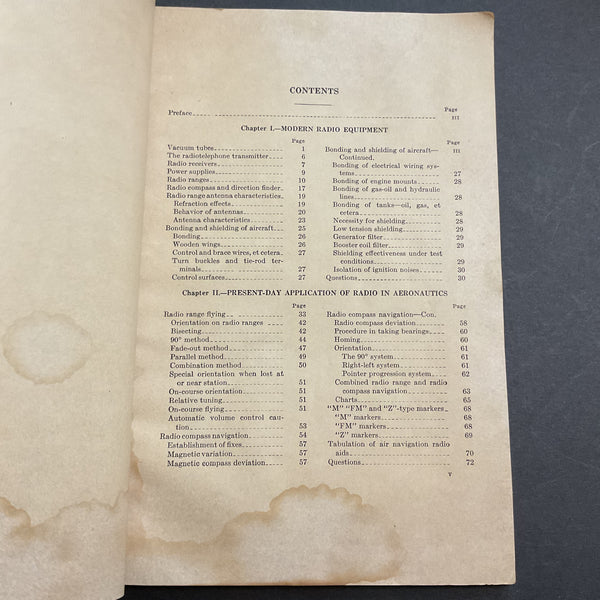 CONTENTS
Page
Preface III
Chapter I.—MODERN RADIO EQUIPMENT
Page
Vacuum tubes 1
The radiotelephone transmitter 6
Radio receivers 7
Power supplies 9
Radio ranges 10
Radio compass and direction finder 17
Radio range antenna characteristics 19
Refraction effects 19
Behavior of antennas 20
Antenna characteristics 23
Bonding and shielding of aircraft 25
Bonding 26
Wooden wings 26
Control and brace wires, et cetera 27
Turn buckles and tie-rod ter-
minals 27
Control surfaces 27
Page
Bonding and shielding of aircraft— III
Continued.
Bonding of electrical wiring sys-
tems 27
Bonding of engine mounts 28
Bonding of gas-oil and hydraulic
lines 28
Bonding of tanks—oil, gas, et
cetera 28
Necessity for shielding 28
Low tension shielding 29
Generator filter 29
Booster coil filter 29
Shielding effectiveness under test
conditions 29
Isolation of ignition noises 30
Questions 30
Chapter II.—PRESENT-DAY APPLICATION OF RADIO IN AERONAUTICS
Page
Radio range flying 33
Orientation on radio ranges 42
Bisecting 42
90° method 44
Fade-out method 47
Parallel method 49
Combination method 50
Special orientation when lost at
or near station 51
On-course orientation 51
Relative tuning 51
On-course flying 51
Automatic volume control cau-
tion 53
Radio compass navigation 54
Establishment of fixes 57
Magnetic variation 57
Magnetic compass deviation 57
Page
Radio compass navigation—Con.
Radio compass deviation 58
Procedure in taking bearings 60
Homing 60
Orientation 61
The 90° system 61
Right-left system 61
Pointer progression system 62
Combined radio range and radio
compass navigation 63
Charts 65
"M" "FM" and "Z"-type markers 68
"M" markers 68
"FM" markers 68
"Z" markers 69
Tabulation of air navigation radio
aids 70
Questions 72
V